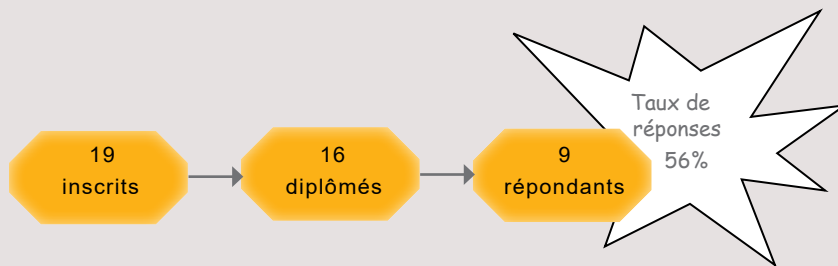 19
inscrits
16
diplômés
9
répondants
Taux de
réponses
56%